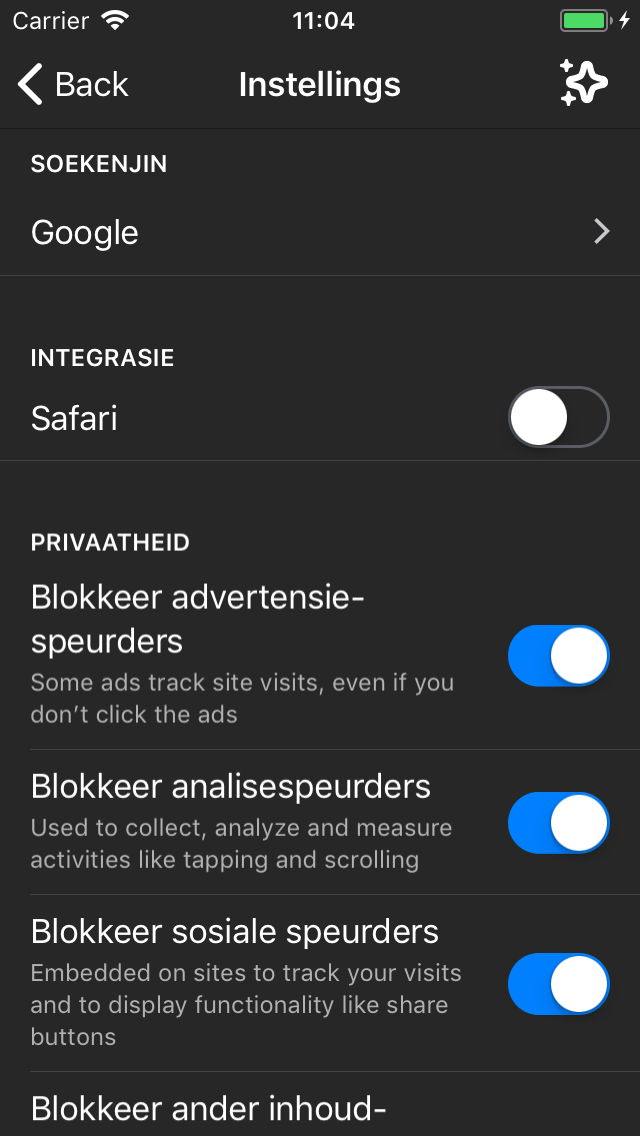 Carrier 11:04
Back Instellings
SOEKENJIN
Google
INTEGRASIE
Safari
PRIVAATHEID
Blokkeer advertensie-
speurders
Some ads track site visits, even if you
don’t click the ads
Blokkeer analisespeurders
Used to collect, analyze and measure
activities like tapping and scrolling
Blokkeer sosiale speurders
Embedded on sites to track your visits
and to display functionality like share
buttons
Blokkeer ander inhoud-